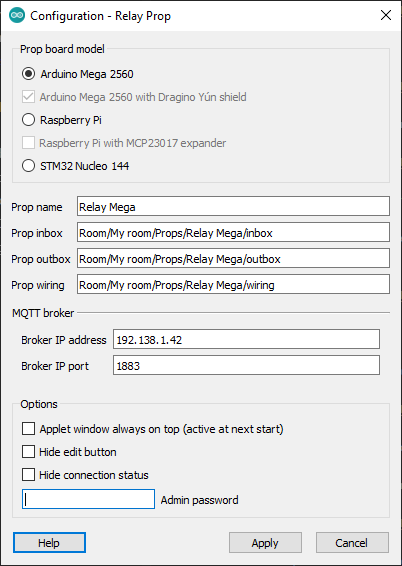 Configuration - Relay Prop
Prop board model
Arduino Mega 2560
Arduino Mega 2560 with Dragino Yún shield
Raspberry Pi
Raspberry Pi with MCP23017 expander
STM32 Nucleo 144
Prop name Relay Mega
Prop inbox Room/My room/Props/Relay Mega/inbox
Prop outbox Room/My room/Props/Relay Mega/outbox
Prop wiring Room/My room/Props/Relay Mega/wiring
MQTT broker
Broker IP address 192.138.1.42
Broker IP port 1883
Options
Applet window always on top (active at next start)
Hide edit button
Hide connection status
Admin password
Help Apply Cancel